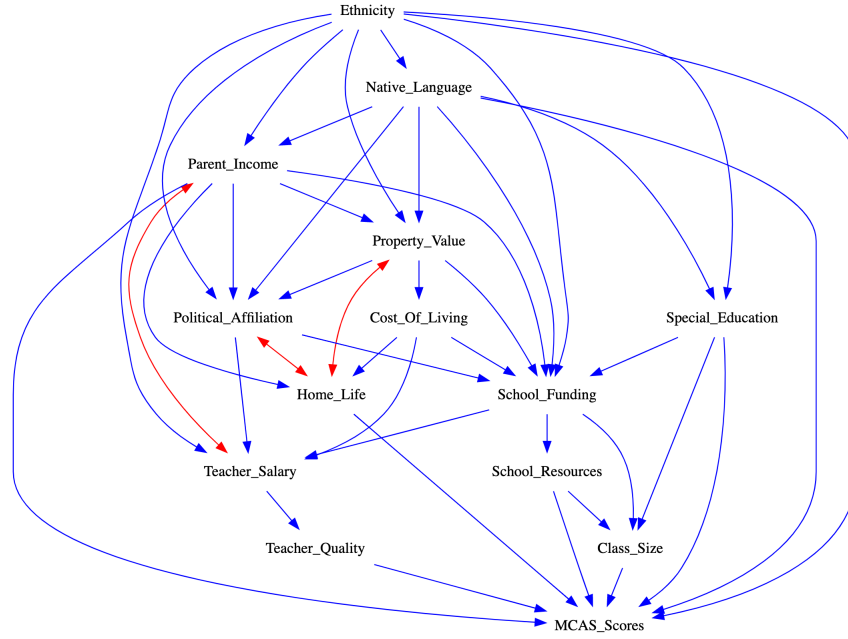 Ethnicity
Native_Language
Parent_Income
Property_Value
Political_Affiliation
Cost_Of_Living
Special_Education
Home_Life
School_Funding
Teacher_Salary
School_Resources
Teacher_Quality
Class_Size
MCAS_Scores